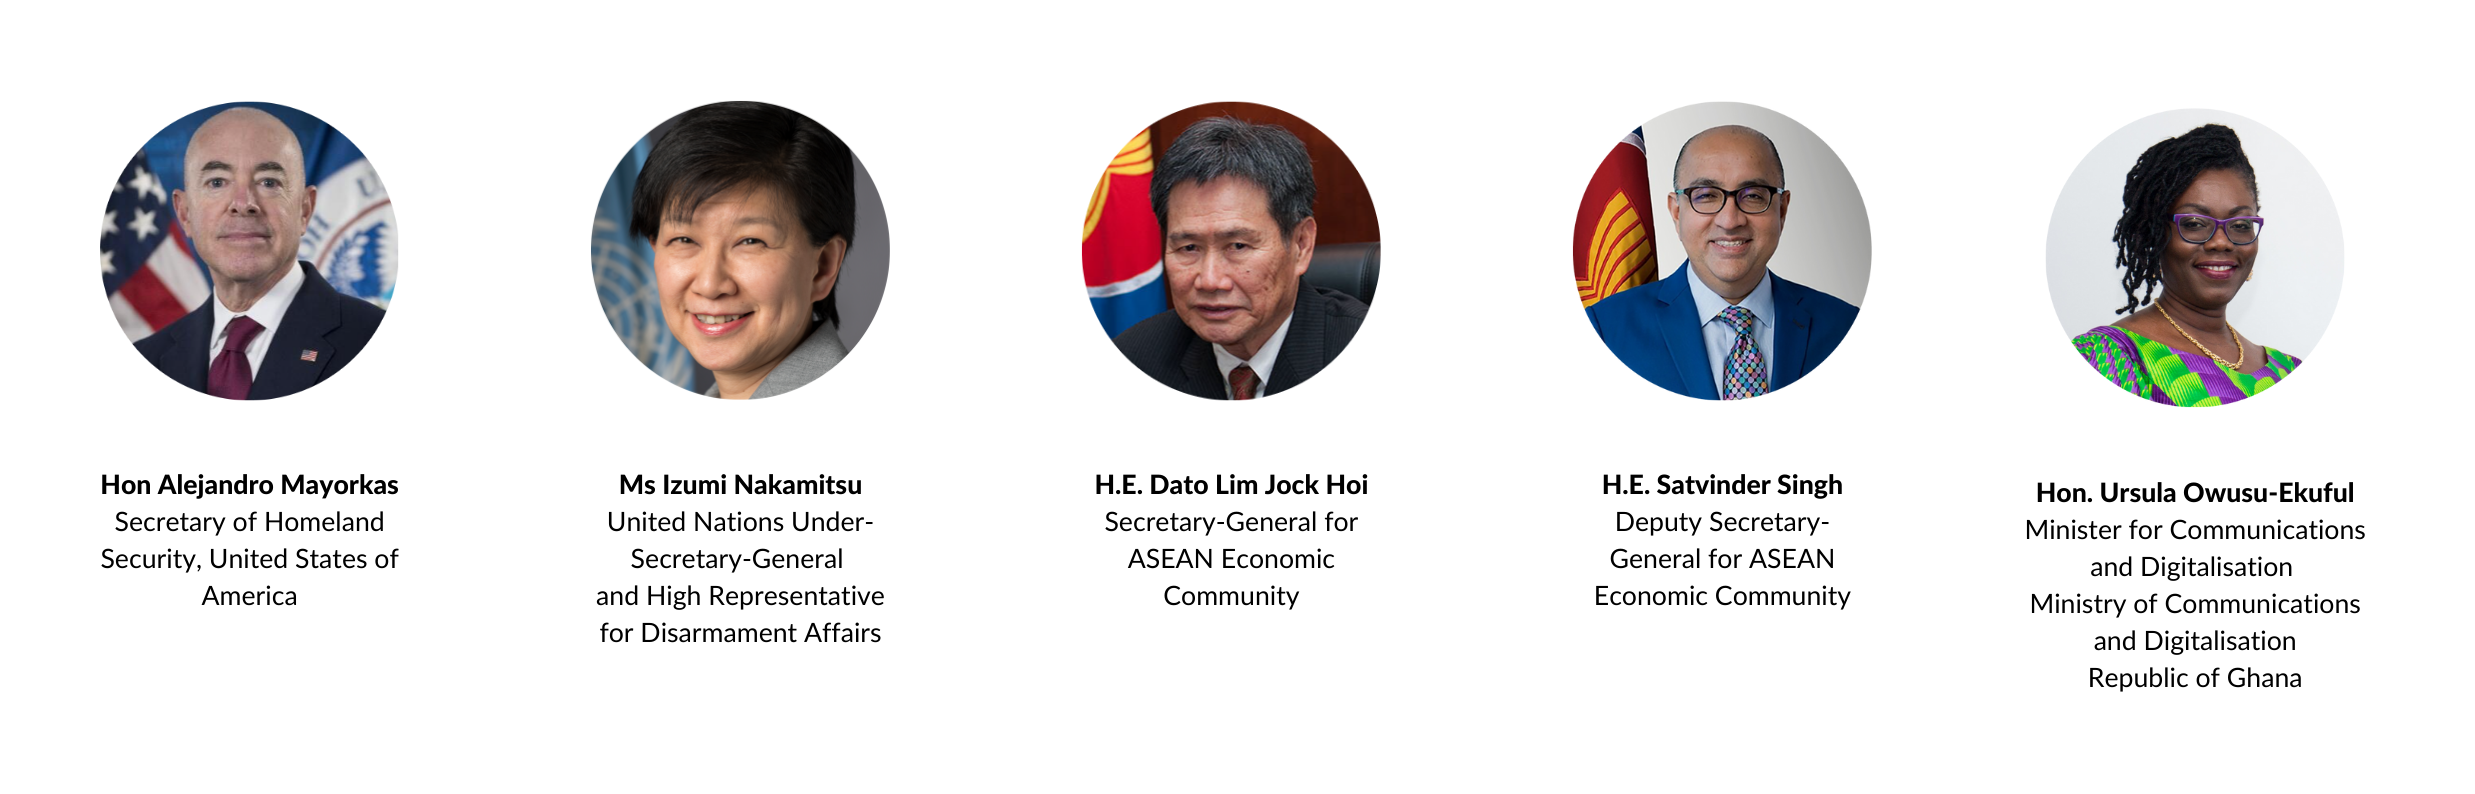 Hon Alejandro Mayorkas
Secretary of Homeland
Security, United States of
America
Ms Izumi Nakamitsu
United Nations Under-
Secretary-General
and High Representative
for Disarmament Affairs
H.E. Dato Lim Jock Hoi
Secretary-General for
ASEAN Economic
Community
H.E. Satvinder Singh
Deputy Secretary-
General for ASEAN
Economic Community
Hon. Ursula Owusu-Ekuful
Minister for Communications
and Digitalisation
Ministry of Communications
and Digitalisation
Republic of Ghana